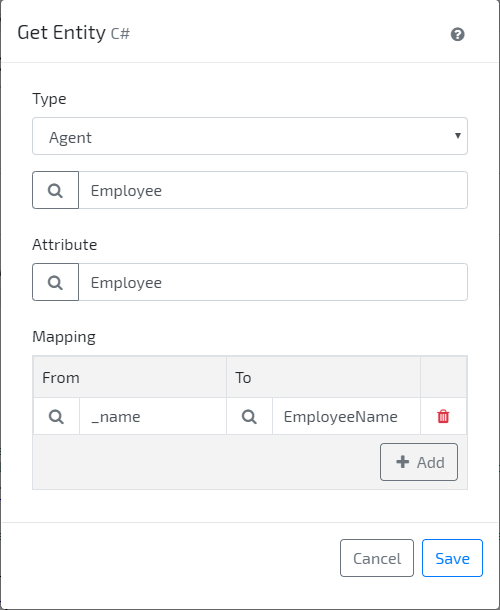 Get Entity C#
Type
Agent
Employee
Attribute
Employee
Mapping
From To
_name EmployeeName
Add
Cancel Save